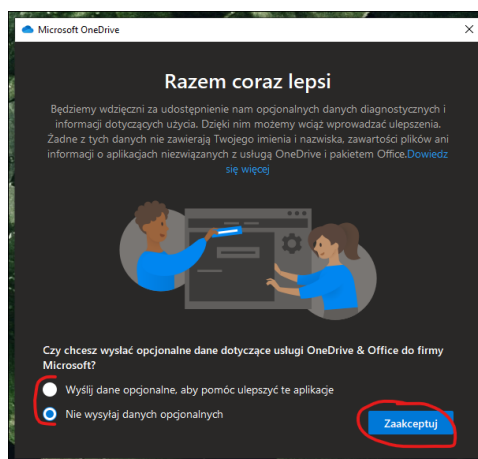 Microsoft OneDrive
Razem coraz lepsi
Będziemy wdzięczni za udostępnienie nam opcjonalnych danych diagnostycznych i
informacji dotyczących użycia. Dzięki nim możemy wciąż wprowadzać ulepszenia.
Żadne z tych danych nie zawierają Twojego imienia i nazwiska, zawartości plików ani
informacji o aplikacjach niezwiązanych z usługą OneDrive i pakietem Office.Dowiedz
się więcej
Czy chcesz wysłać opcjonalne dane dotyczące usługi OneDrive & Office do firmy
Microsoft?
Wyślij dane opcjonalne, aby pomóc ulepszyć te aplikacje
Nie wysyłaj danych opcjonalnych
Zaakceptuj